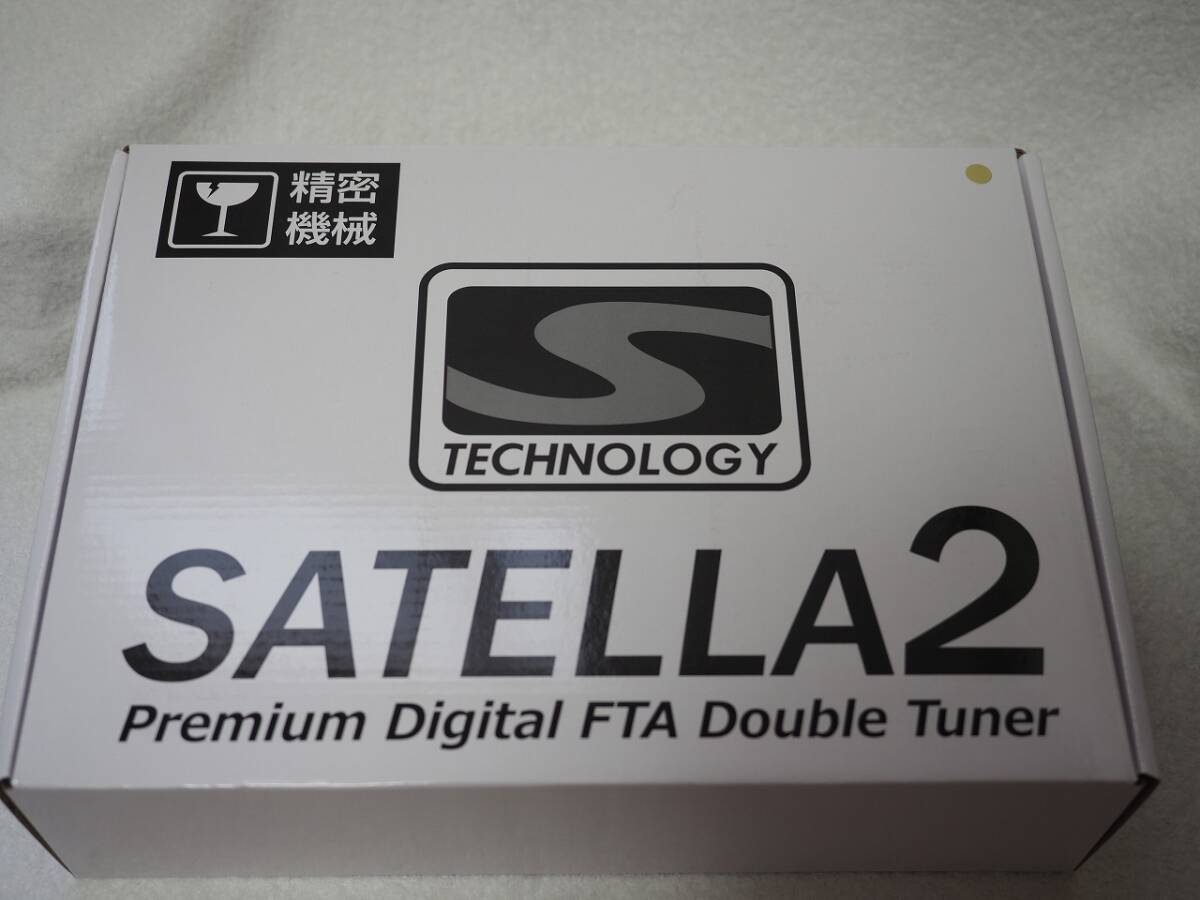 精密
機械
S
TECHNOLOGY
SATELLA2
Premium Digital FTA Double Tuner